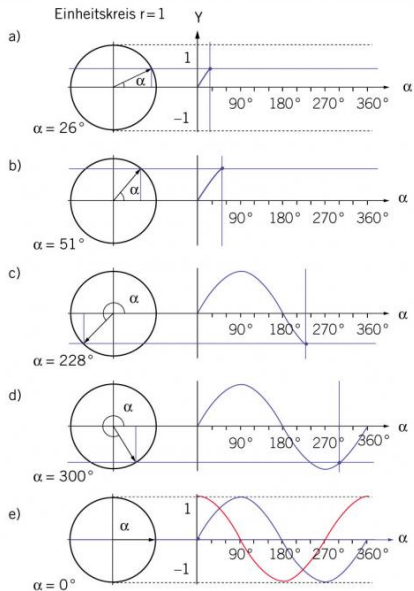 Einheitskreis r=1 Y
a)
1
α
90° 180° 270° 360° α
−1
α = 26°
b)
α
90° 180° 270° 360° α
α = 51°
c)
α
90° 180° 270° 360° α
α = 228°
d)
α
90° 180° 270° 360° α
α = 300°
e)
1
α
90° 180° 270° 360° α
−1
α = 0°